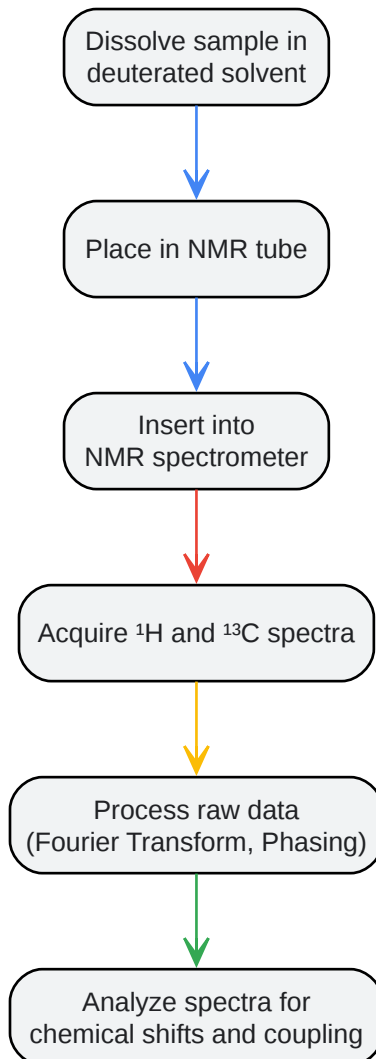 Dissolve sample in
deuterated solvent
Place in NMR tube
Insert into
NMR spectrometer
Acquire ¹H and ¹³C spectra
Process raw data
(Fourier Transform, Phasing)
Analyze spectra for
chemical shifts and coupling